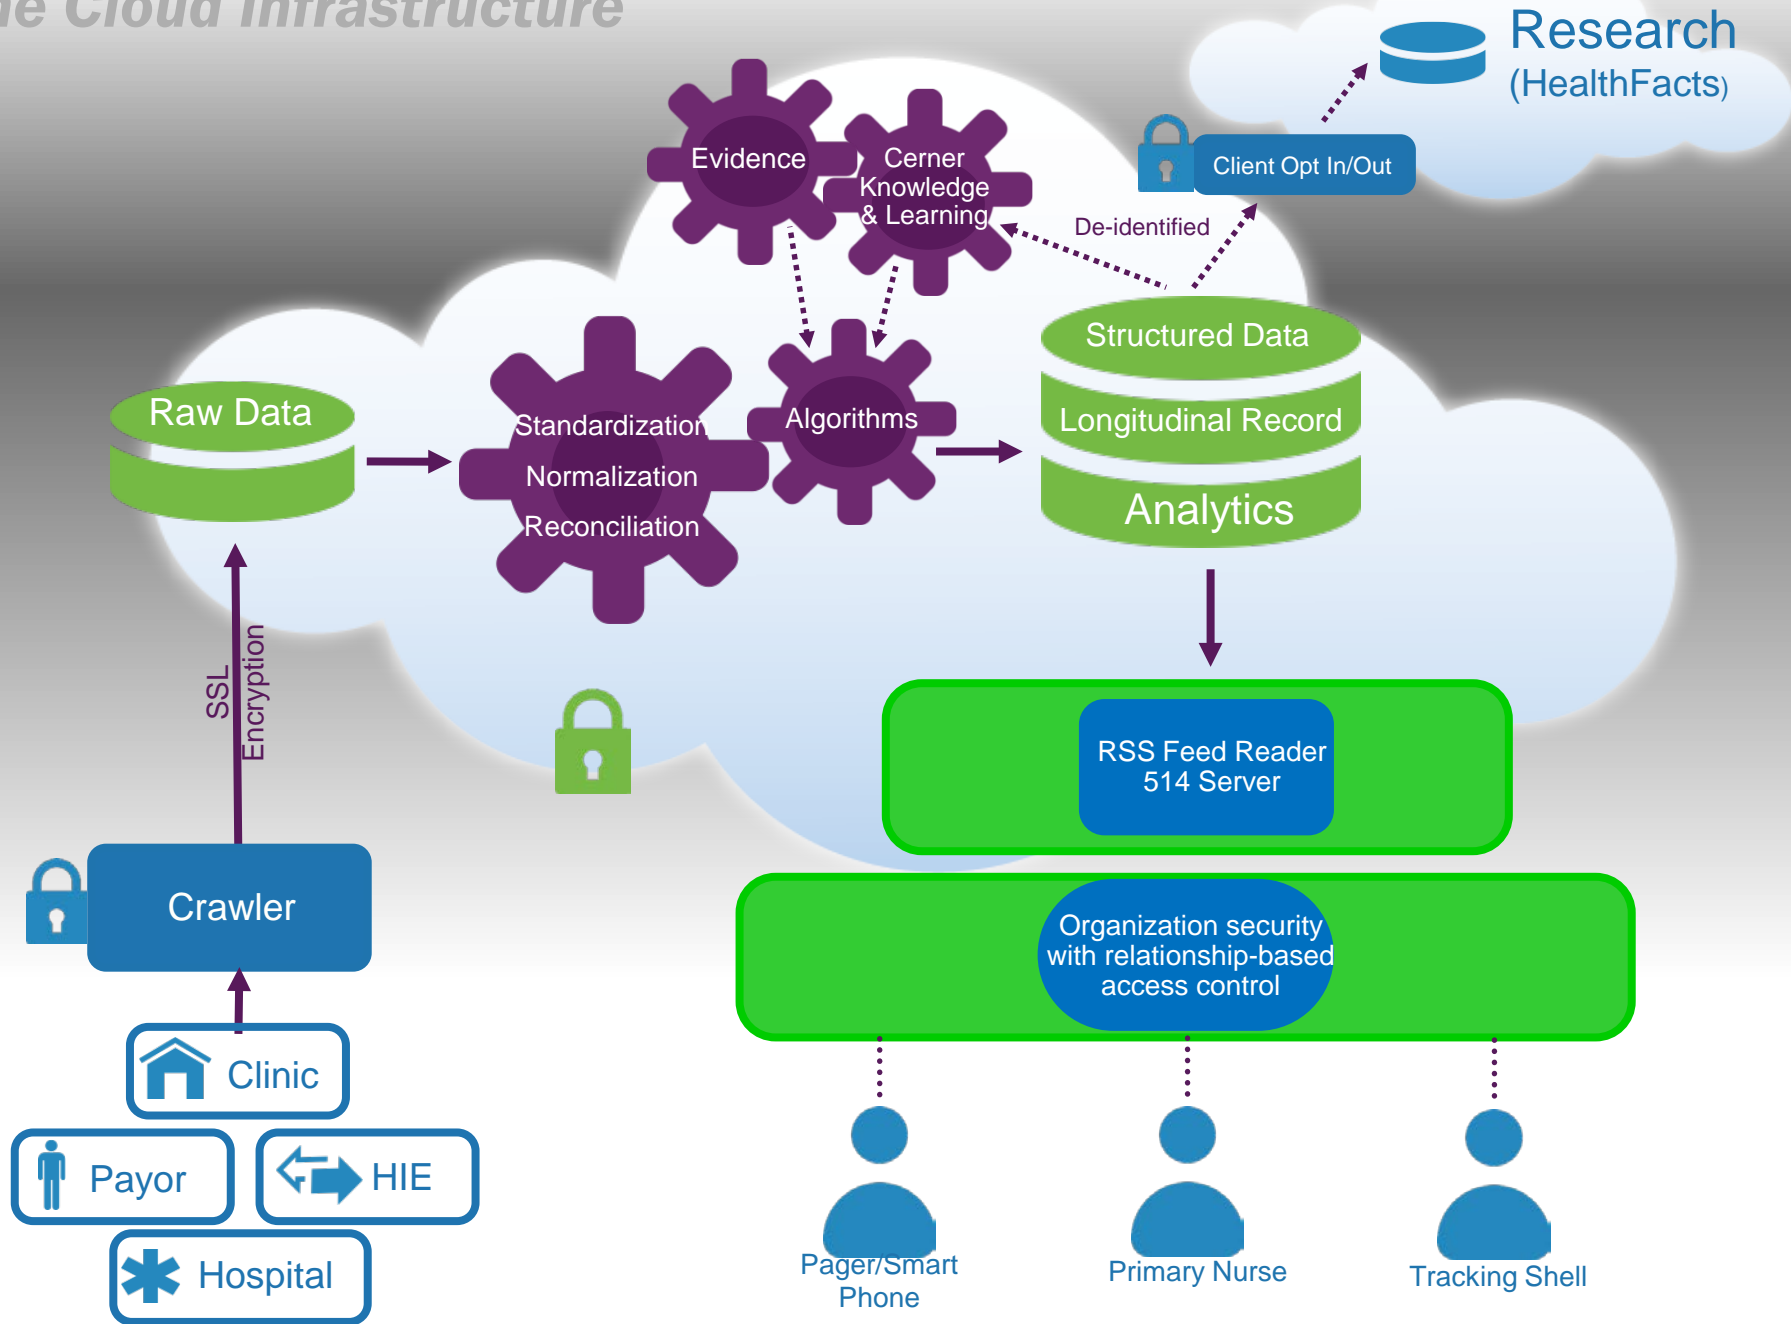 Cloud Infrastructure
Research
(HealthFacts)
Evidence
Cerner
Knowledge
& Learning
Client Opt In/Out
De-identified
Structured Data
Longitudinal Record
Analytics
Raw Data
Standardization
Normalization
Reconciliation
Algorithms
SSL
Encryption
RSS Feed Reader
514 Server
Crawler
Organization security
with relationship-based
access control
Clinic
Payor
HIE
Hospital
Pager/Smart
Phone
Primary Nurse
Tracking Shell